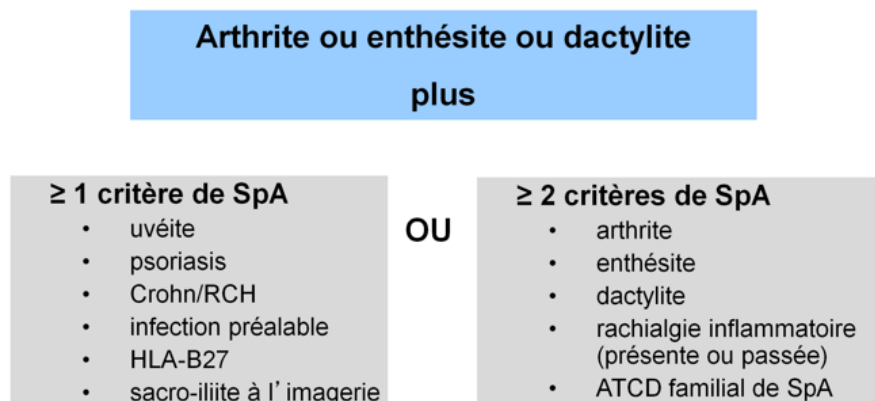 Arthrite ou enthésite ou dactylite
plus
≥ 1 critère de SpA
• uvéite
• psoriasis
• Crohn/RCH
• infection préalable
• HLA-B27
• sacro-iliite à l’ imagerie
OU
≥ 2 critères de SpA
• arthrite
• enthésite
• dactylite
• rachialgie inflammatoire
(présente ou passée)
• ATCD familial de SpA